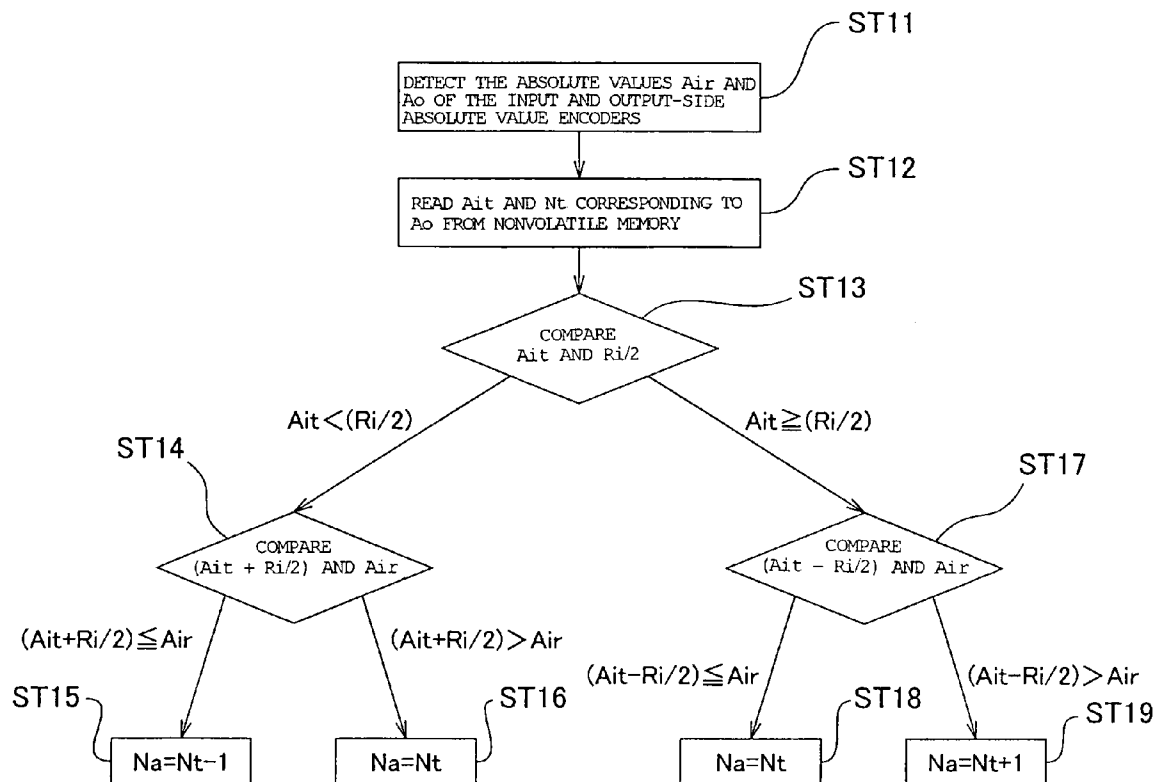 ST11
DETECT THE ABSOLUTE VALUES Air AND
Ao OF THE INPUT AND OUTPUT-SIDE
ABSOLUTE VALUE ENCODERS
ST12
READ Ait AND Nt CORRESPONDING TO
Ao FROM NONVOLATILE MEMORY
ST13
COMPARE
Ait AND Ri/2
Ait<(Ri/2)
Ait≧(Ri/2)
ST14
ST17
COMPARE
(Ait + Ri/2) AND Air
COMPARE
(Ait − Ri/2) AND Air
(Ait+Ri/2)≦Air
(Ait+Ri/2)>Air
(Ait−Ri/2)≦Air
(Ait−Ri/2)>Air
ST15
ST16
ST18
ST19
Na=Nt−1
Na=Nt
Na=Nt
Na=Nt+1